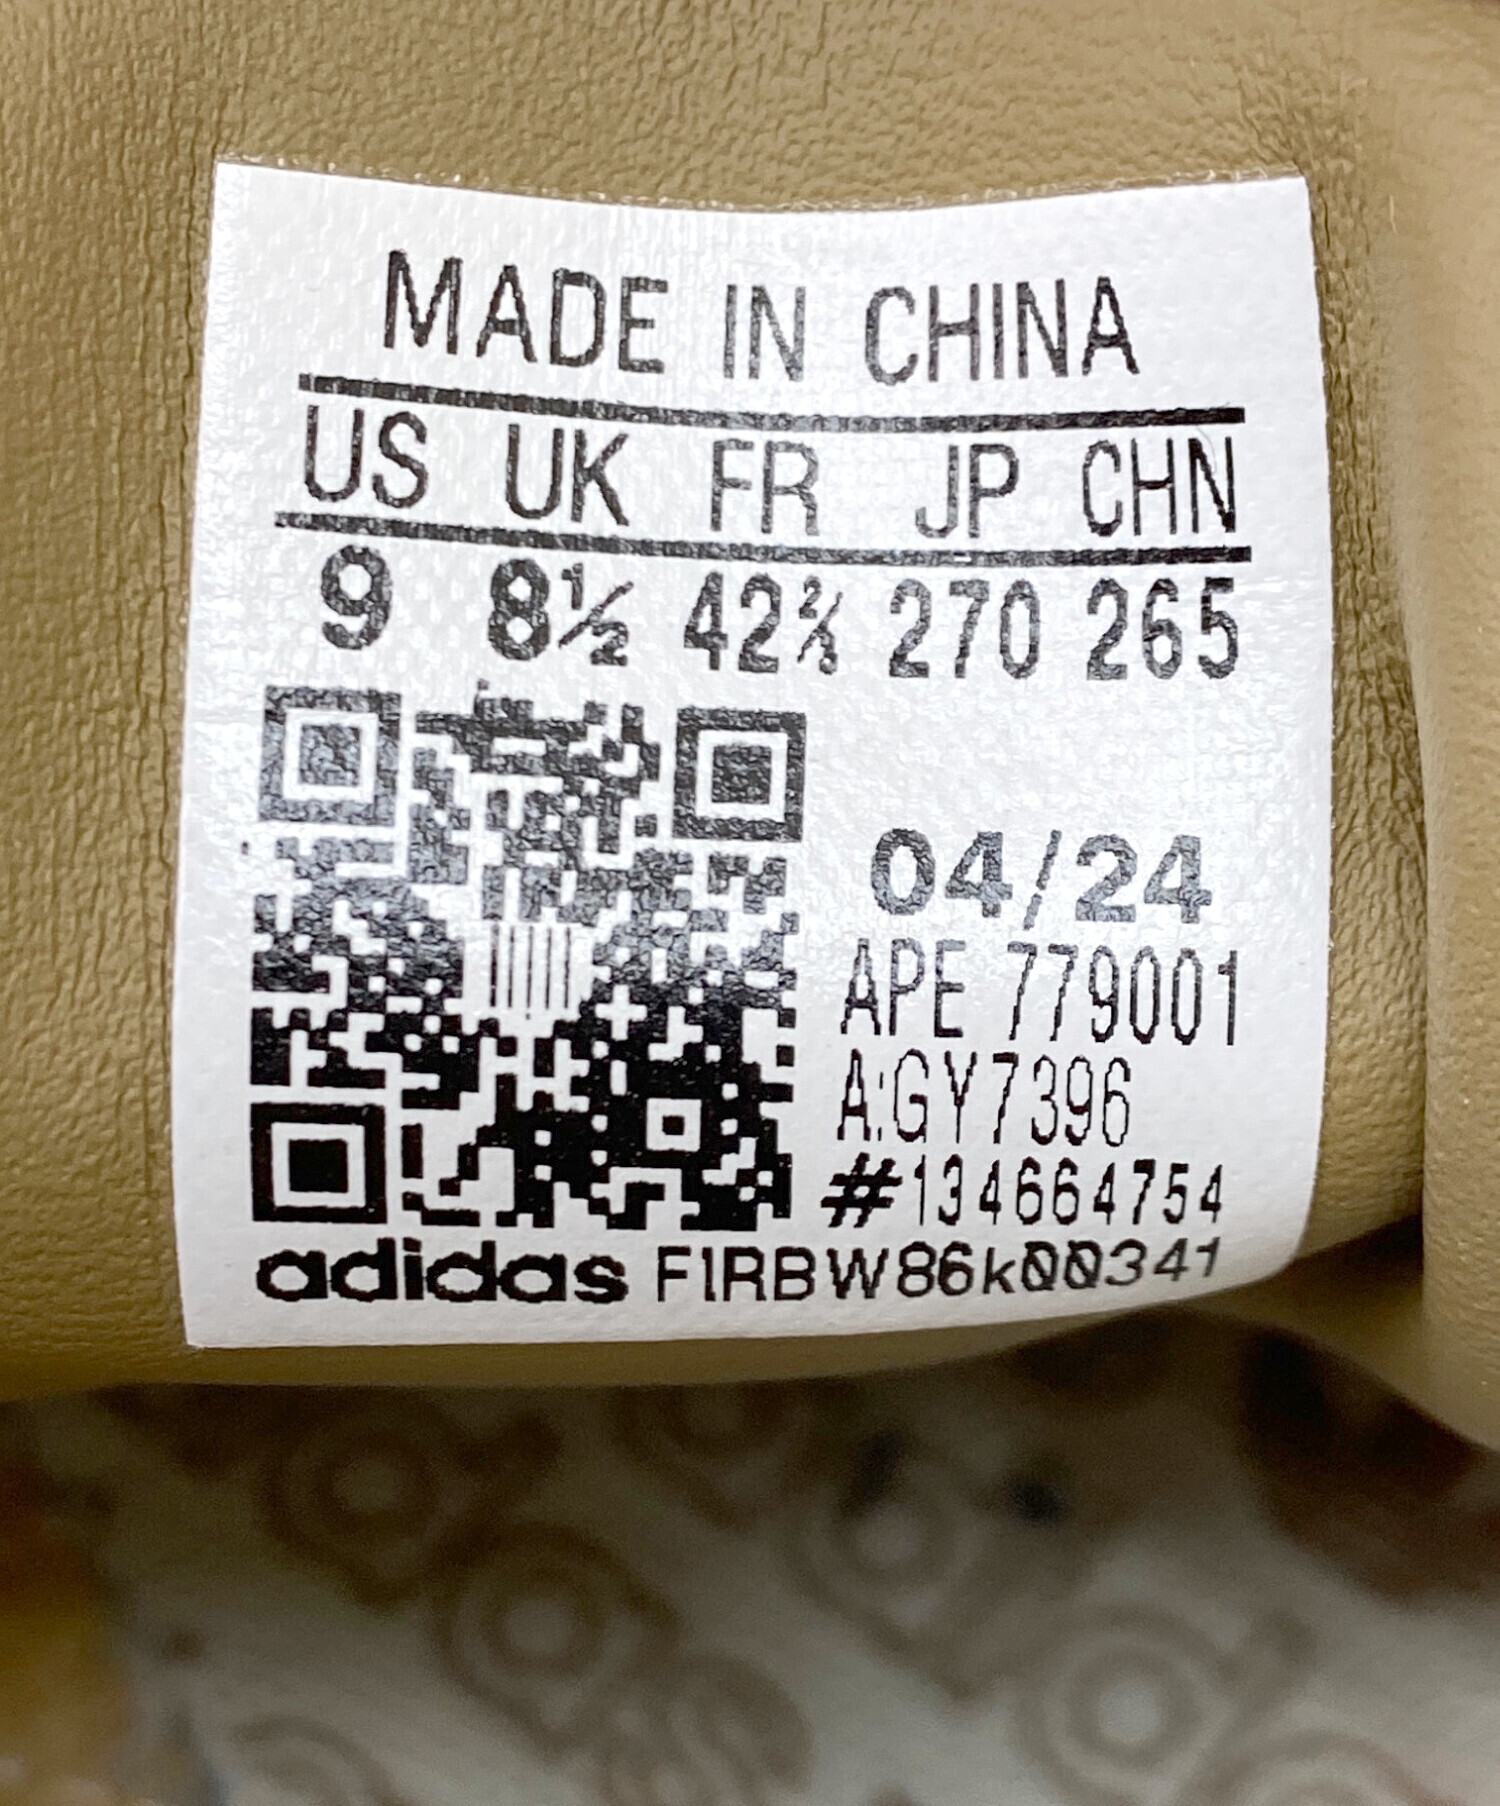 MADE IN CHINA
US UK FR JP CHN
9 8½ 42⅔ 270 265
04/24
APE 779001
A:GY7396
#134664754
adidas F1RBW86k00341